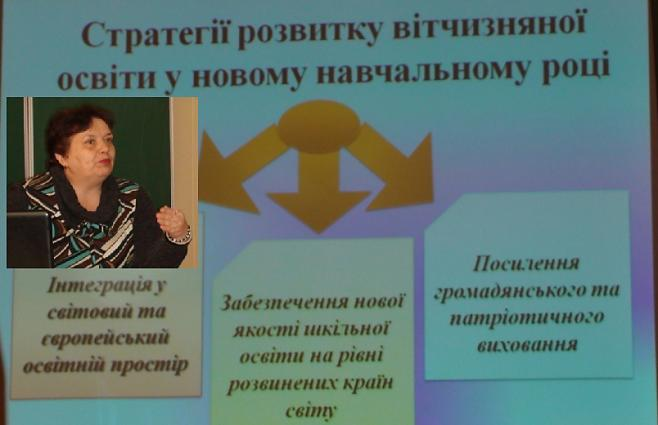 Стратегії розвитку вітчизняної
освіти у новому навчальному році
Інтеграція у
світовий та
європейський
освітній простір
Забезпечення нової
якості шкільної
освіти на рівні
розвинених країн
світу
Посилення
громадянського та
патріотичного
виховання